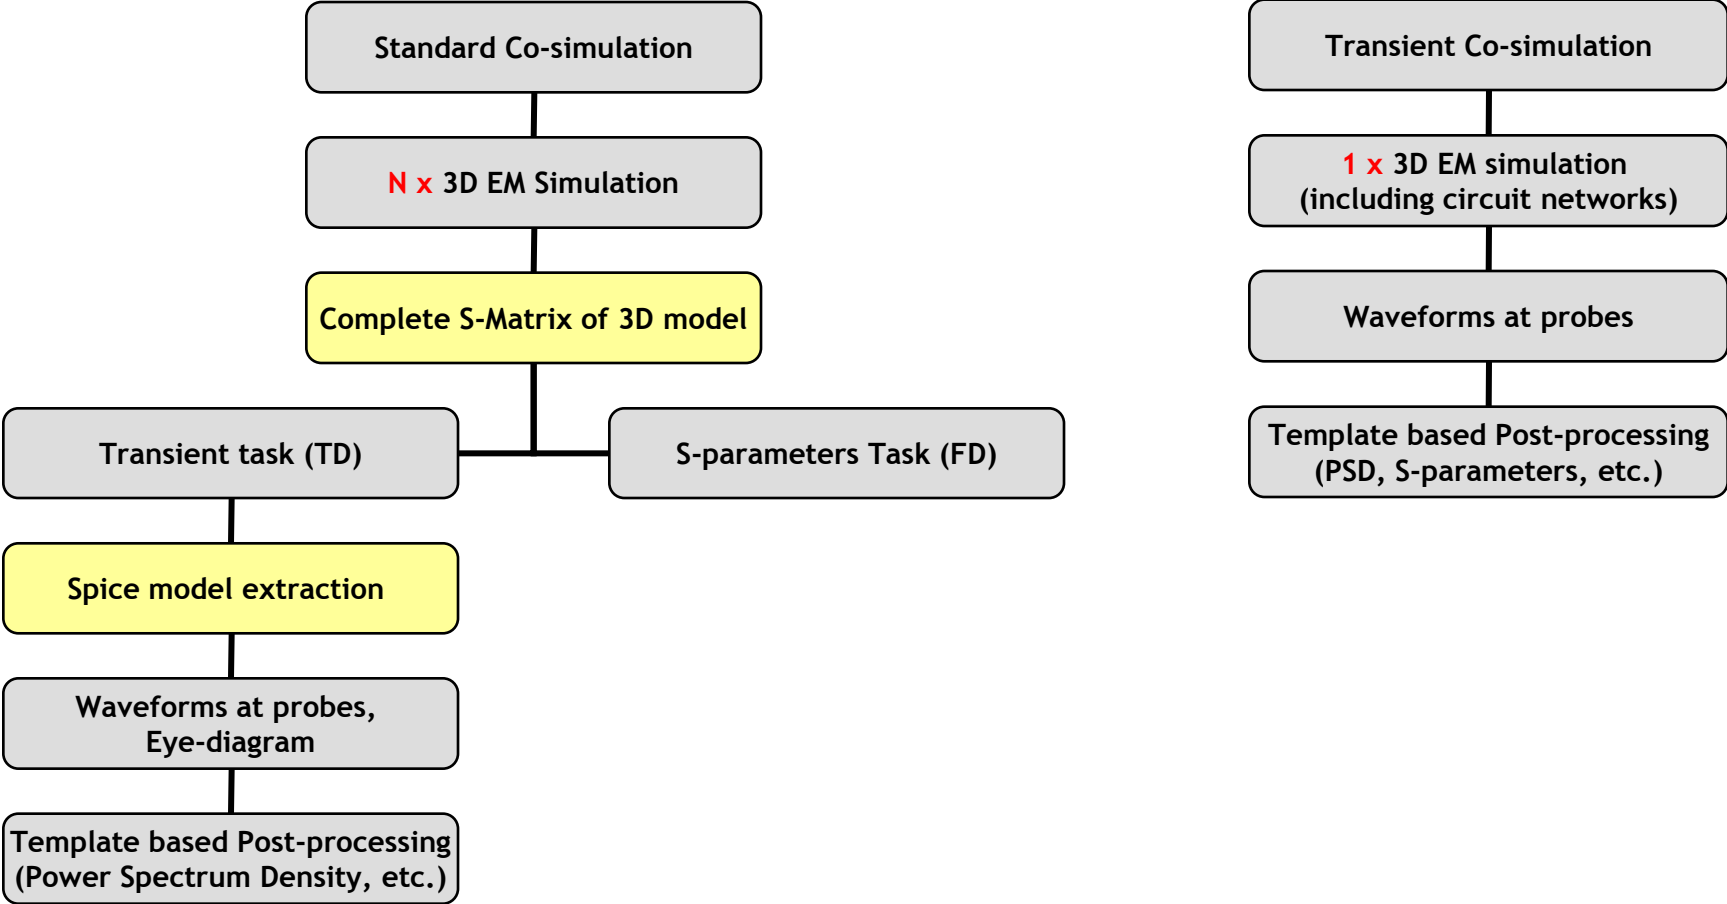 Standard Co-simulation
N x 3D EM Simulation
Complete S-Matrix of 3D model
Transient task (TD)
S-parameters Task (FD)
Spice model extraction
Waveforms at probes,
Eye-diagram
Template based Post-processing
(Power Spectrum Density, etc.)
Transient Co-simulation
1 x 3D EM simulation
(including circuit networks)
Waveforms at probes
Template based Post-processing
(PSD, S-parameters, etc.)